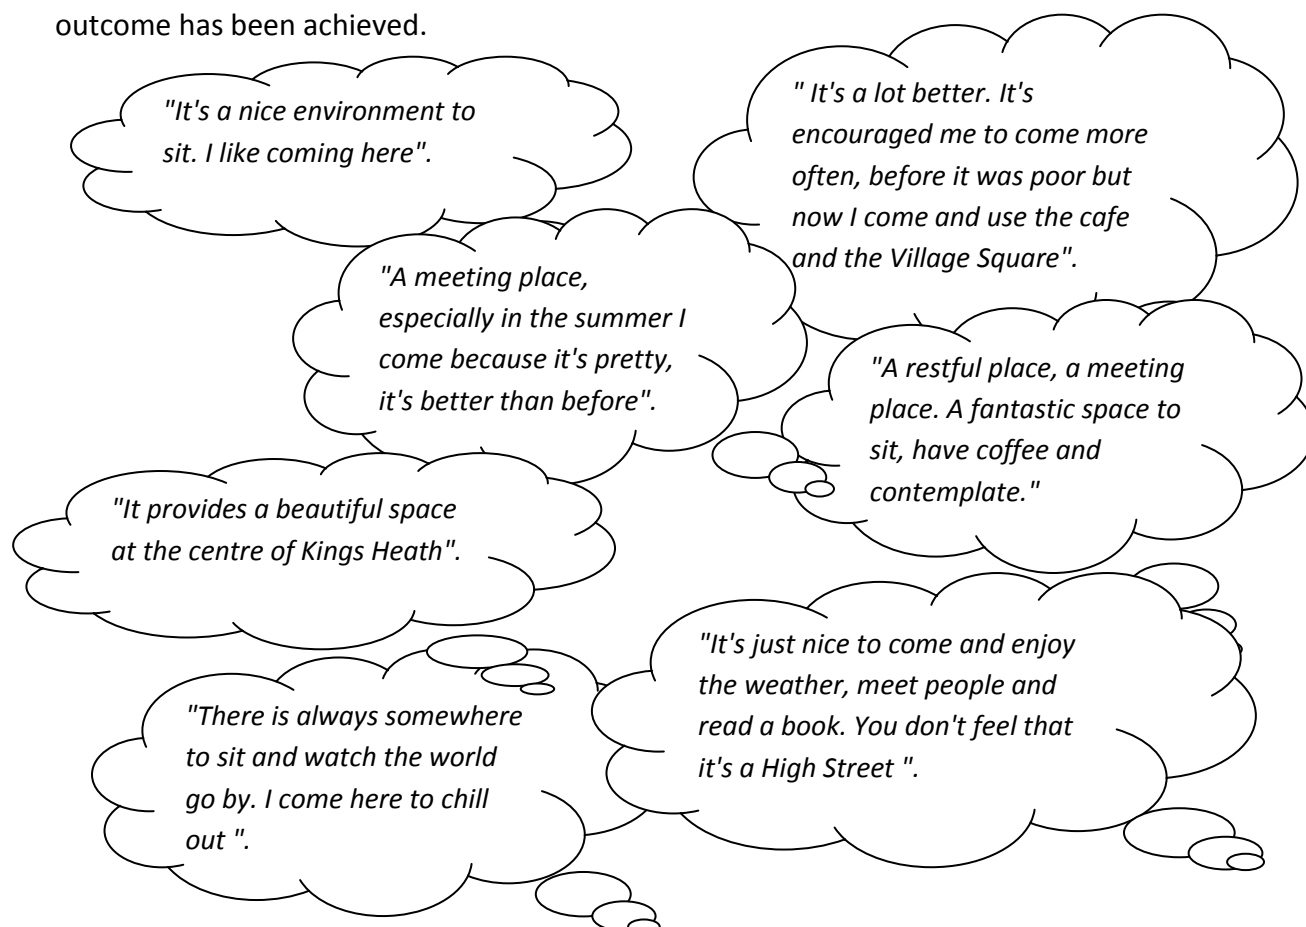 outcome has been achieved.
"It's a nice environment to
sit. I like coming here".
" It's a lot better. It's
encouraged me to come more
often, before it was poor but
now I come and use the cafe
and the Village Square".
"A meeting place,
especially in the summer I
come because it's pretty,
it's better than before".
"A restful place, a meeting
place. A fantastic space to
sit, have coffee and
contemplate."
"It provides a beautiful space
at the centre of Kings Heath".
"It's just nice to come and enjoy
the weather, meet people and
read a book. You don't feel that
it's a High Street ".
"There is always somewhere
to sit and watch the world
go by. I come here to chill
out ".